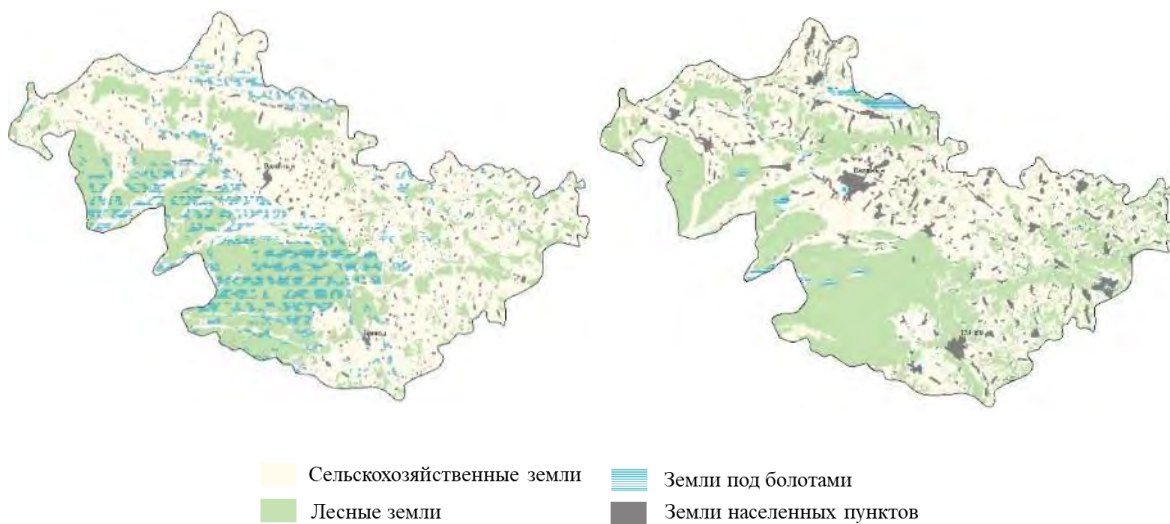 Сельскохозяйственные земли
Лесные земли
Земли под болотами
Земли населенных пунктов